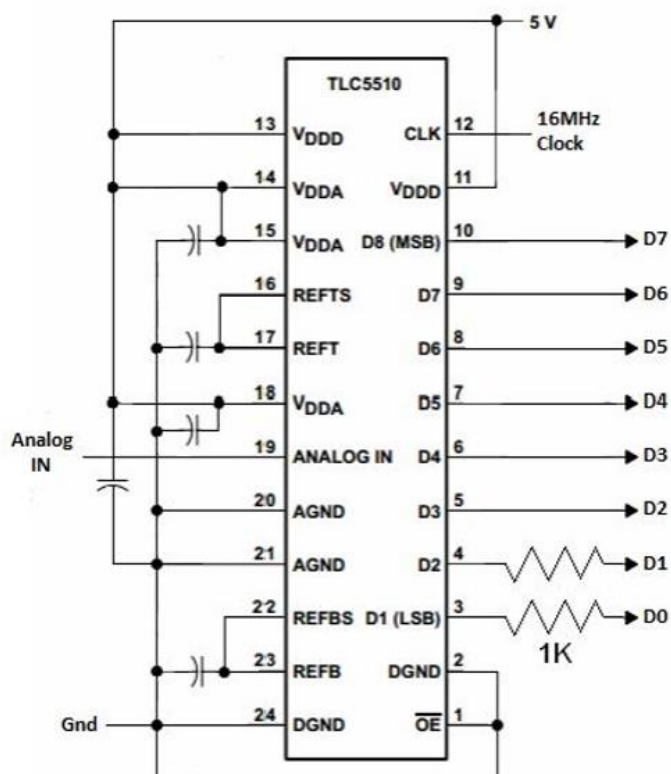 5 V
TLC5510
13
VDDD
CLK
12
16MHz
Clock
14
VDDA
VDDD
11
15
VDDA
D8 (MSB)
10
D7
16
REFTS
D7
9
D6
17
REFT
D6
8
D5
18
VDDA
D5
7
D4
Analog
IN
19
ANALOG IN
D4
6
D3
20
AGND
D3
5
D2
21
AGND
D2
4
D1
22
REFBS
D1 (LSB)
3
D0
1K
23
REFB
DGND
2
Gnd
24
DGND
OE
1